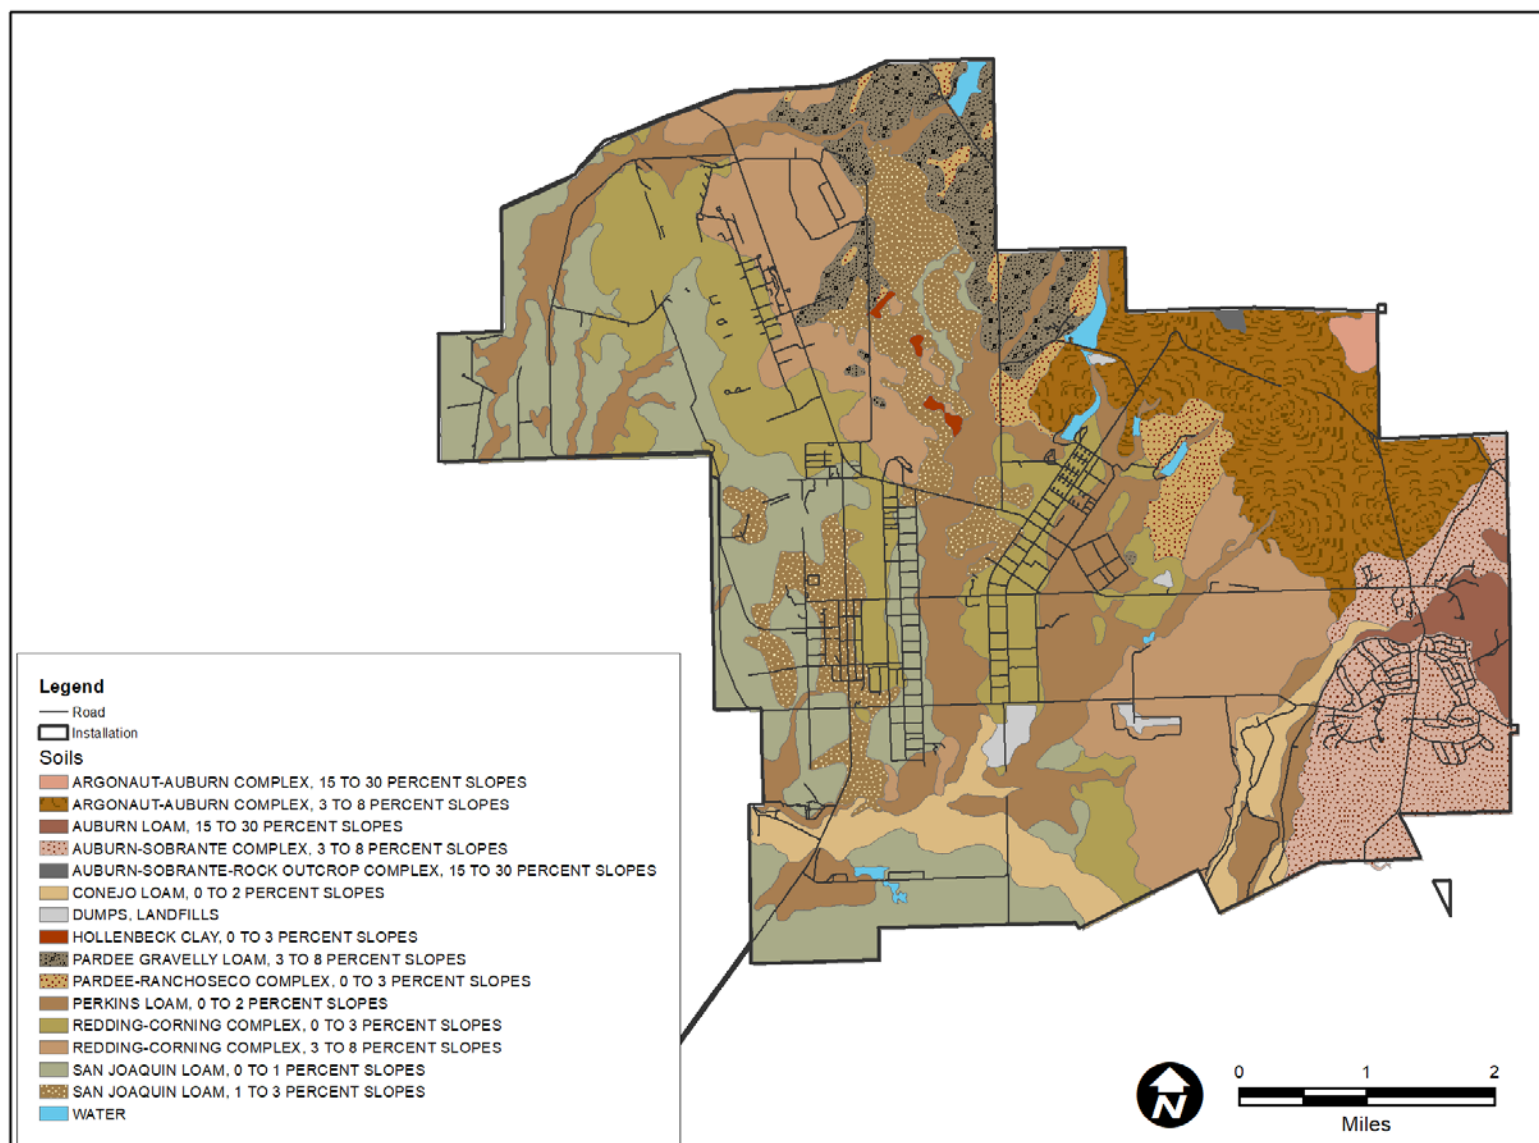 Legend
Road
Installation
Soils
ARGONAUT-AUBURN COMPLEX, 15 TO 30 PERCENT SLOPES
ARGONAUT-AUBURN COMPLEX, 3 TO 8 PERCENT SLOPES
AUBURN LOAM, 15 TO 30 PERCENT SLOPES
AUBURN-SOBRANTE COMPLEX, 3 TO 8 PERCENT SLOPES
AUBURN-SOBRANTE-ROCK OUTCROP COMPLEX, 15 TO 30 PERCENT SLOPES
CONEJO LOAM, 0 TO 2 PERCENT SLOPES
DUMPS, LANDFILLS
HOLLENBECK CLAY, 0 TO 3 PERCENT SLOPES
PARDEE GRAVELLY LOAM, 3 TO 8 PERCENT SLOPES
PARDEE-RANCHOSECO COMPLEX, 0 TO 3 PERCENT SLOPES
PERKINS LOAM, 0 TO 2 PERCENT SLOPES
REDDING-CORNING COMPLEX, 0 TO 3 PERCENT SLOPES
REDDING-CORNING COMPLEX, 3 TO 8 PERCENT SLOPES
SAN JOAQUIN LOAM, 0 TO 1 PERCENT SLOPES
SAN JOAQUIN LOAM, 1 TO 3 PERCENT SLOPES
WATER
N
0 1 2
Miles